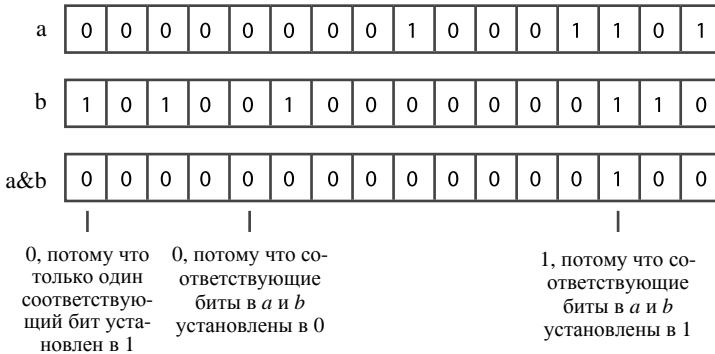 a 0 0 0 0 0 0 0 0 1 0 0 0 1 1 0 1
b 1 0 1 0 0 1 0 0 0 0 0 0 0 1 1 0
a&b 0 0 0 0 0 0 0 0 0 0 0 0 0 1 0 0
0, потому что
только один
соответствую-
щий бит уста-
новлен в 1
0, потому что со-
ответствующие
биты в a и b
установлены в 0
1, потому что со-
ответствующие
биты в a и b
установлены в 1